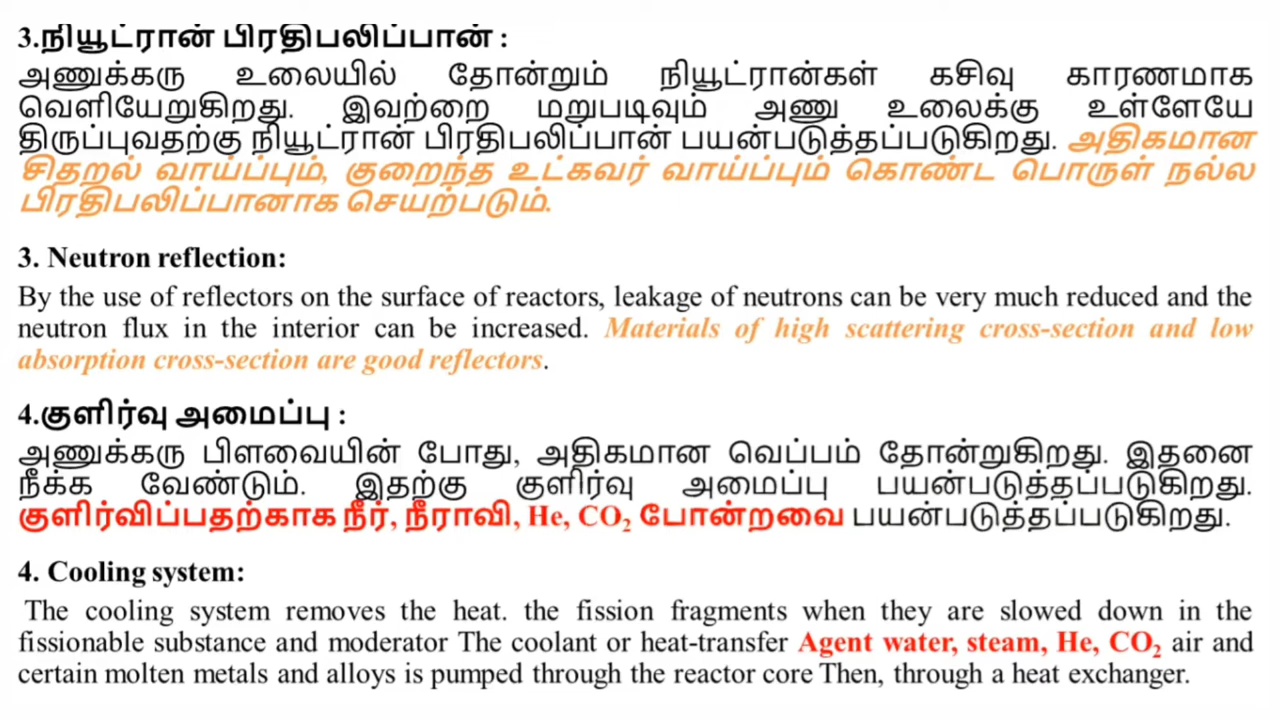 3.நியூட்ரான் பிரதிபலிப்பான் :
அணுக்கரு உலையில் தோன்றும் நியூட்ரான்கள் கசிவு காரணமாக
வெளியேறுகிறது. இவற்றை மறுபடிவும் அணு உலைக்கு உள்ளேயே
திருப்புவதற்கு நியூட்ரான் பிரதிபலிப்பான் பயன்படுத்தப்படுகிறது. அதிகமான
சிதறல் வாய்ப்பும், குறைந்த உட்கவர் வாய்ப்பும் கொண்ட பொருள் நல்ல
பிரதிபலிப்பானாக செயற்படும்.
3. Neutron reflection:
By the use of reflectors on the surface of reactors, leakage of neutrons can be very much reduced and the
neutron flux in the interior can be increased. Materials of high scattering cross-section and low
absorption cross-section are good reflectors.
4.குளிர்வு அமைப்பு :
அணுக்கரு பிளவையின் போது, அதிகமான வெப்பம் தோன்றுகிறது. இதனை
நீக்க வேண்டும். இதற்கு குளிர்வு அமைப்பு பயன்படுத்தப்படுகிறது.
குளிர்விப்பதற்காக நீர், நீராவி, He, CO₂ போன்றவை பயன்படுத்தப்படுகிறது.
4. Cooling system:
The cooling system removes the heat. the fission fragments when they are slowed down in the
fissionable substance and moderator The coolant or heat-transfer Agent water, steam, He, CO₂ air and
certain molten metals and alloys is pumped through the reactor core Then, through a heat exchanger.